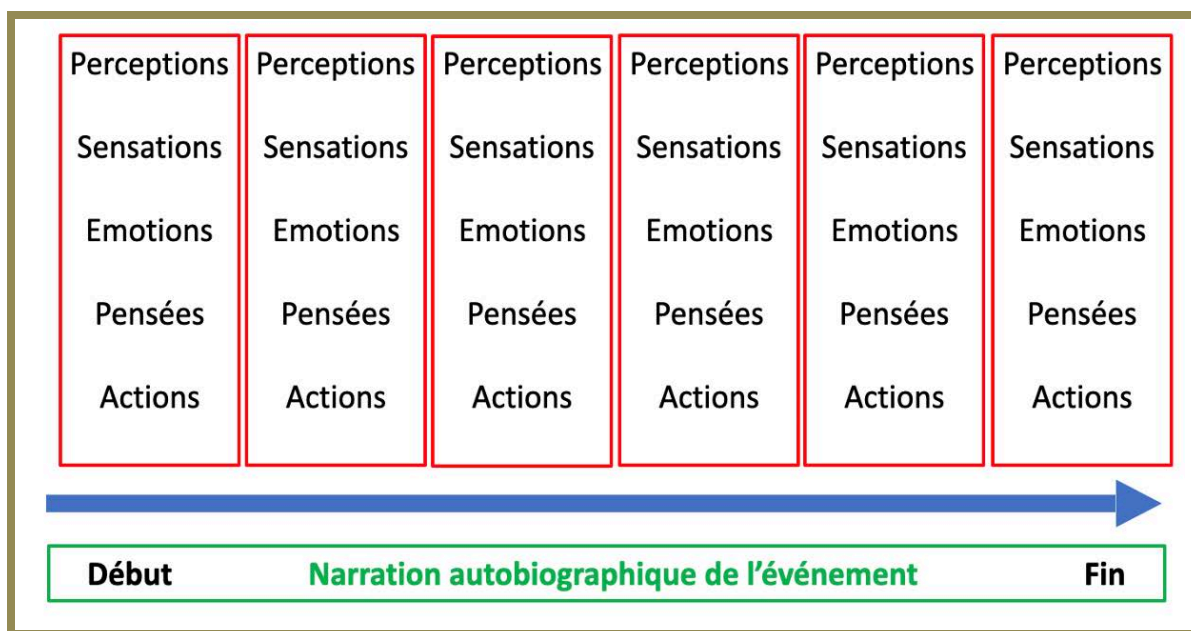 Perceptions Perceptions Perceptions Perceptions Perceptions Perceptions
Sensations Sensations Sensations Sensations Sensations Sensations
Emotions Emotions Emotions Emotions Emotions Emotions
Pensées Pensées Pensées Pensées Pensées Pensées
Actions Actions Actions Actions Actions Actions
Début Narration autobiographique de l'événement Fin